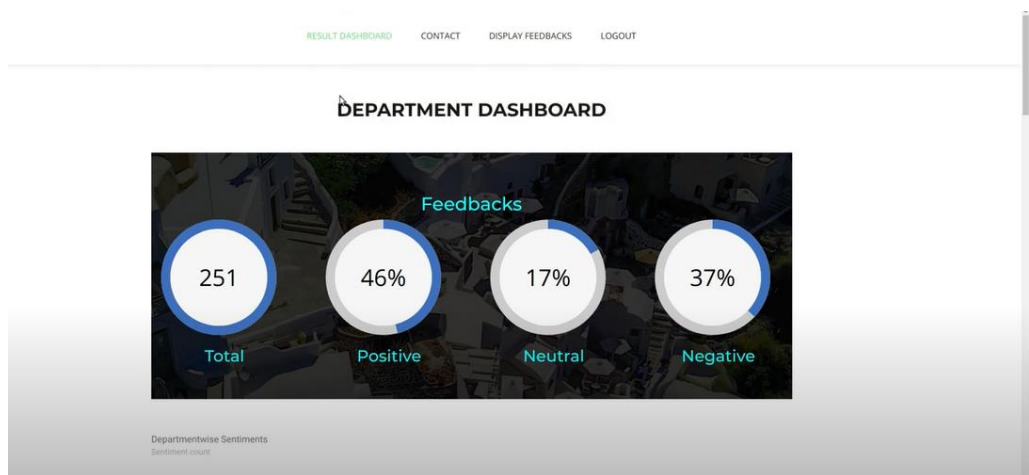 RESULT DASHBOARD CONTACT DISPLAY FEEDBACKS LOGOUT
DEPARTMENT DASHBOARD
Feedbacks
251 46% 17% 37%
Total Positive Neutral Negative
Departmentwise Sentiments
Sentiment count